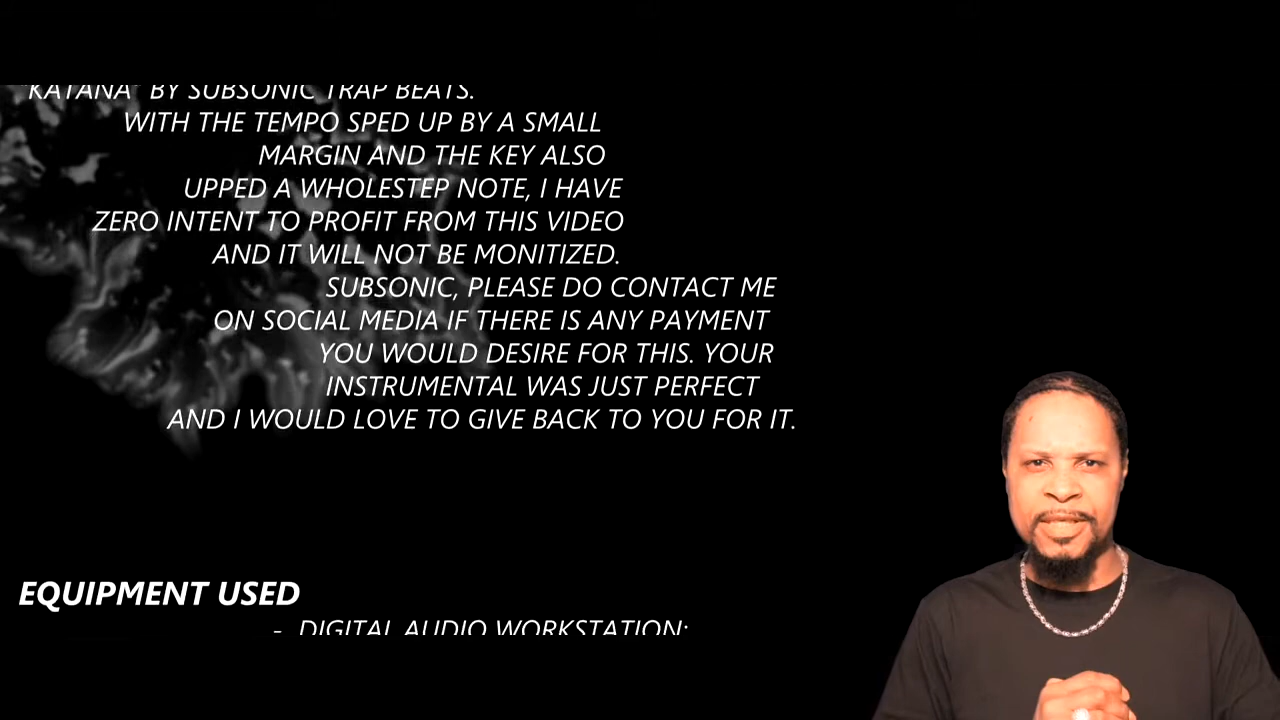 "KATANA" BY SUBSONIC TRAP BEATS.
WITH THE TEMPO SPED UP BY A SMALL
MARGIN AND THE KEY ALSO
UPPED A WHOLESTEP NOTE, I HAVE
ZERO INTENT TO PROFIT FROM THIS VIDEO
AND IT WILL NOT BE MONITIZED.
SUBSONIC, PLEASE DO CONTACT ME
ON SOCIAL MEDIA IF THERE IS ANY PAYMENT
YOU WOULD DESIRE FOR THIS. YOUR
INSTRUMENTAL WAS JUST PERFECT
AND I WOULD LOVE TO GIVE BACK TO YOU FOR IT.
EQUIPMENT USED
- DIGITAL AUDIO WORKSTATION: